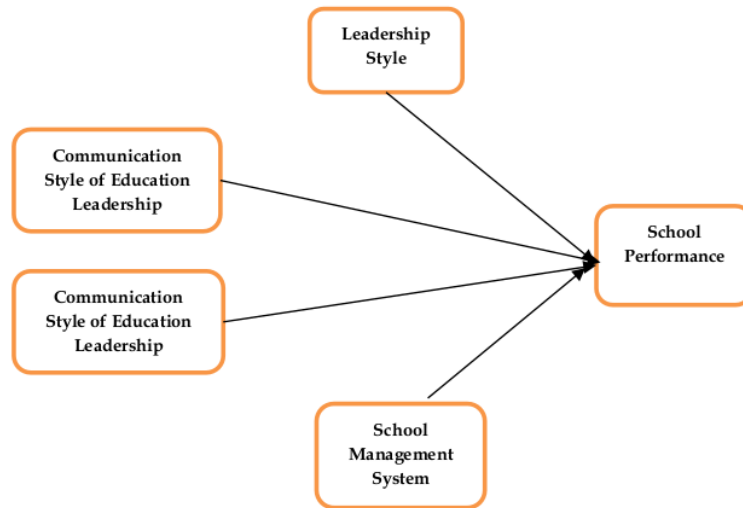 Leadership
Style
Communication
Style of Education
Leadership
School
Performance
Communication
Style of Education
Leadership
School
Management
System